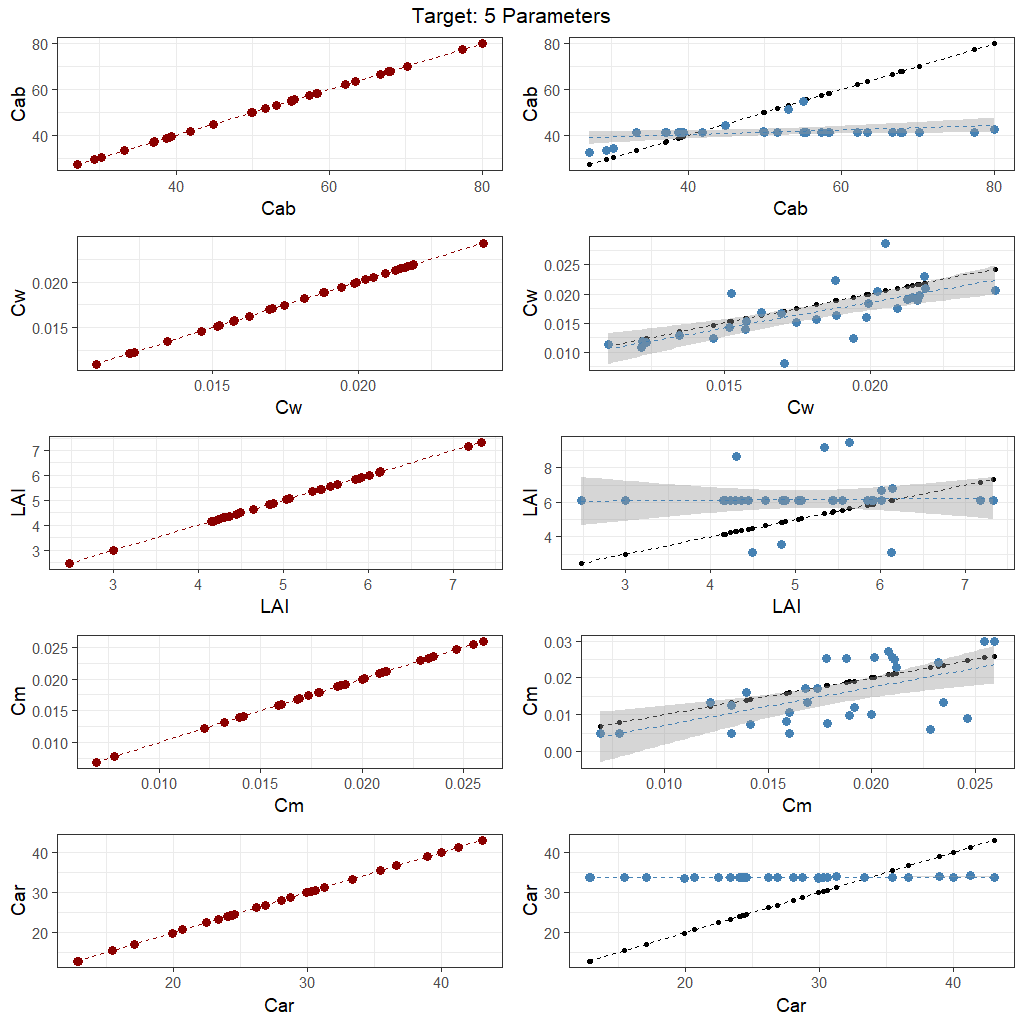 Target: 5 Parameters
Cab
80
60
40
40 60 80
Cab
Cab
80
60
40
40 60 80
Cab
Cw
0.020
0.015
0.015 0.020
Cw
Cw
0.025
0.020
0.015
0.010
0.015 0.020
Cw
LAI
7
6
5
4
3
3 4 5 6 7
LAI
LAI
8
6
4
3 4 5 6 7
LAI
Cm
0.025
0.020
0.015
0.010
0.010 0.015 0.020 0.025
Cm
Cm
0.03
0.02
0.01
0.00
0.010 0.015 0.020 0.025
Cm
Car
40
30
20
20 30 40
Car
Car
40
30
20
20 30 40
Car